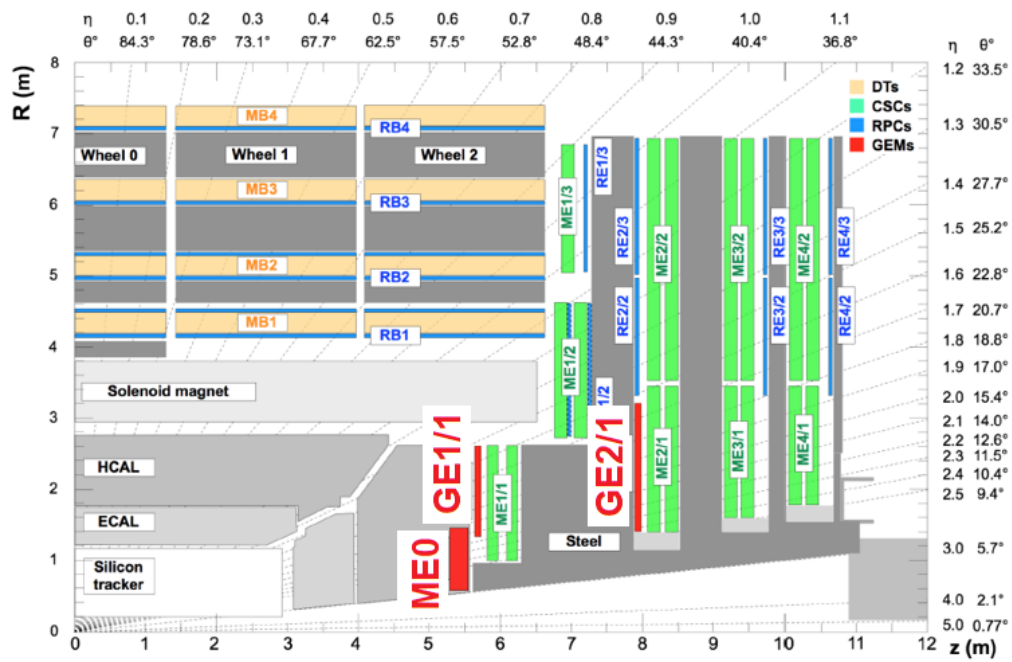 η 0.1 0.2 0.3 0.4 0.5 0.6 0.7 0.8 0.9 1.0 1.1
θ° 84.3° 78.6° 73.1° 67.7° 62.5° 57.5° 52.8° 48.4° 44.3° 40.4° 36.8° η θ°
R (m)
8
7
6
5
4
3
2
1
0
1.2 33.5°
1.3 30.5°
1.4 27.7°
1.5 25.2°
1.6 22.8°
1.7 20.7°
1.8 18.8°
1.9 17.0°
2.0 15.4°
2.1 14.0°
2.2 12.6°
2.3 11.5°
2.4 10.4°
2.5 9.4°
3.0 5.7°
4.0 2.1°
5.0 0.77°
DTs
CSCs
RPCs
GEMs
MB4
RB4
Wheel 0 Wheel 1 Wheel 2
MB3
RB3
MB2
RB2
MB1
RB1
Solenoid magnet
HCAL
ECAL
Silicon
tracker
Steel
ME0
GE1/1
GE2/1
ME1/1
ME1/2
ME1/3
RE1/3
1/2
RE2/3
RE2/2
ME2/2
ME2/1
ME3/2
ME3/1
RE3/3
RE3/2
ME4/2
ME4/1
RE4/3
RE4/2
0 1 2 3 4 5 6 7 8 9 10 11 12
z (m)